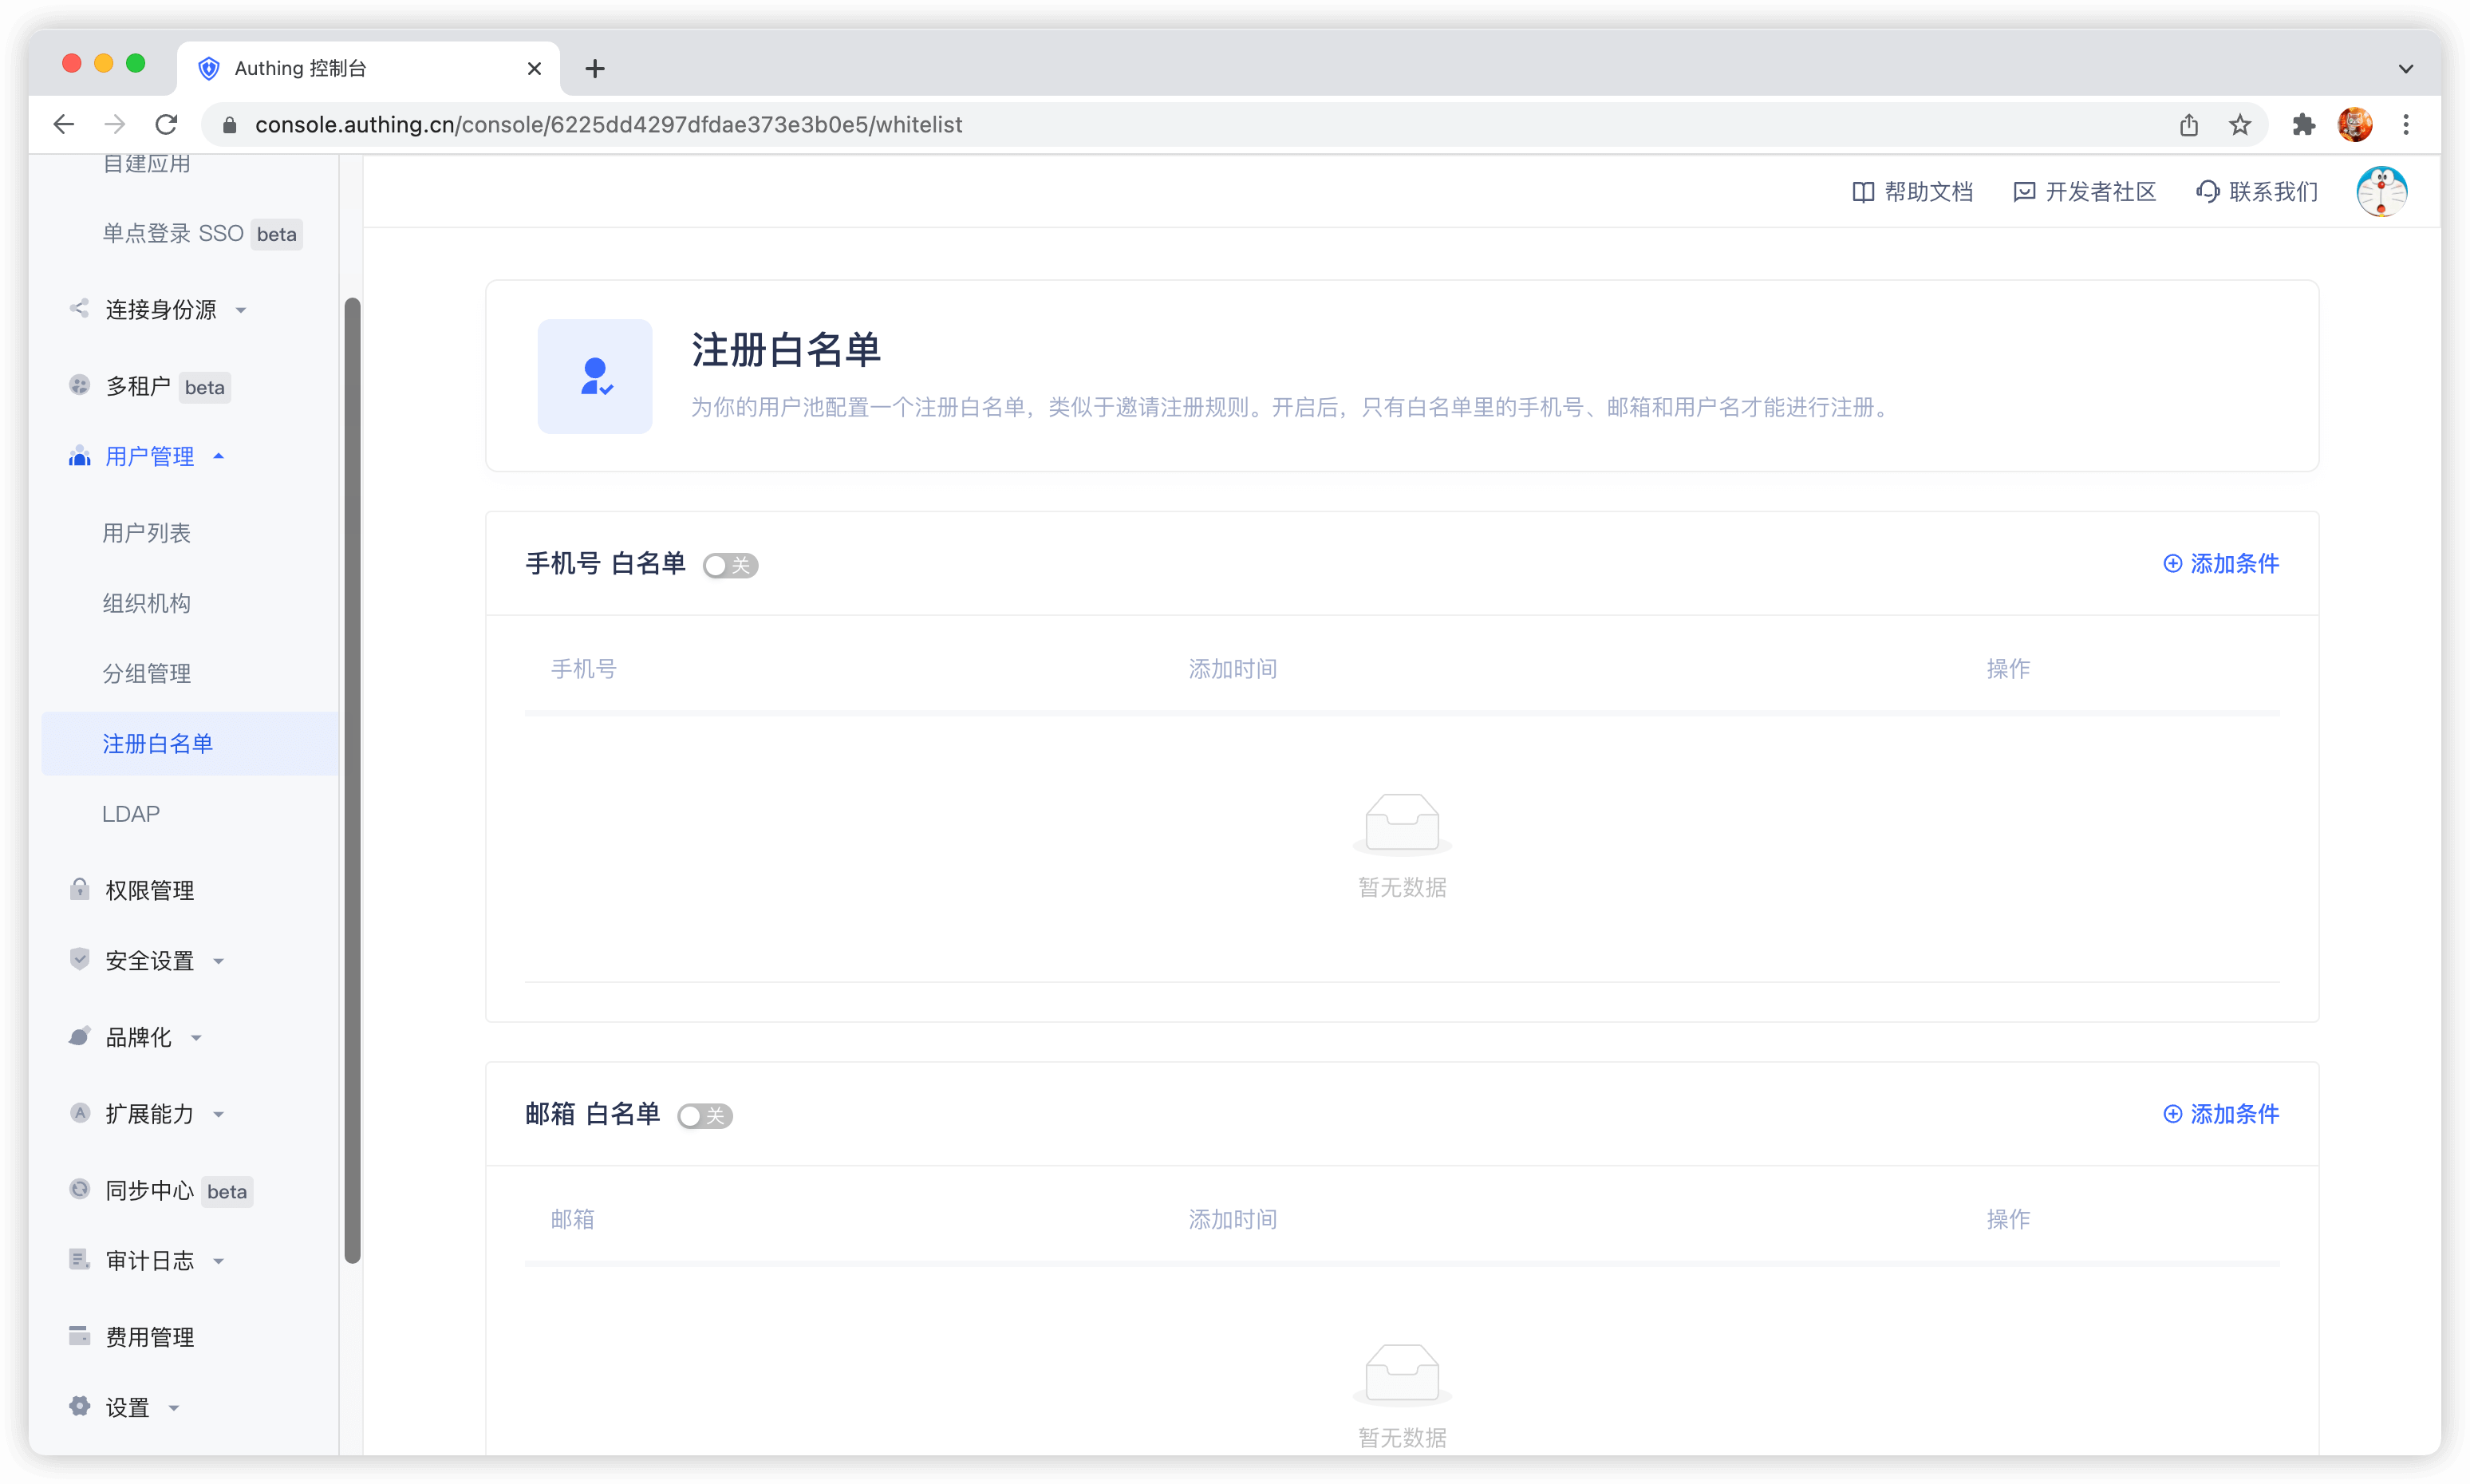 Authing 控制台
console.authing.cn/console/6225dd4297dfdae373e3b0e5/whitelist
帮助文档 开发者社区 联系我们
自建应用
单点登录 SSO beta
连接身份源
多租户 beta
用户管理
用户列表
组织机构
分组管理
注册白名单
LDAP
权限管理
安全设置
品牌化
扩展能力
同步中心 beta
审计日志
费用管理
设置
注册白名单
为你的用户池配置一个注册白名单，类似于邀请注册规则。开启后，只有白名单里的手机号、邮箱和用户名才能进行注册。
手机号 白名单 关 添加条件
手机号 添加时间 操作
暂无数据
邮箱 白名单 关 添加条件
邮箱 添加时间 操作
暂无数据